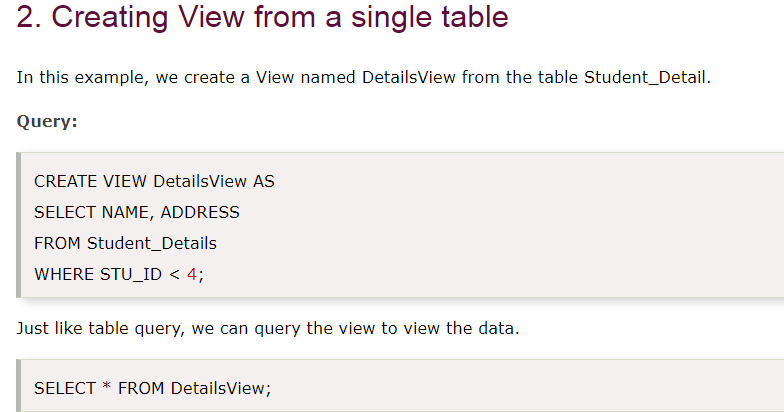 2. Creating View from a single table
In this example, we create a View named DetailsView from the table Student_Detail.
Query:
CREATE VIEW DetailsView AS
SELECT NAME, ADDRESS
FROM Student_Details
WHERE STU_ID < 4;
Just like table query, we can query the view to view the data.
SELECT * FROM DetailsView;